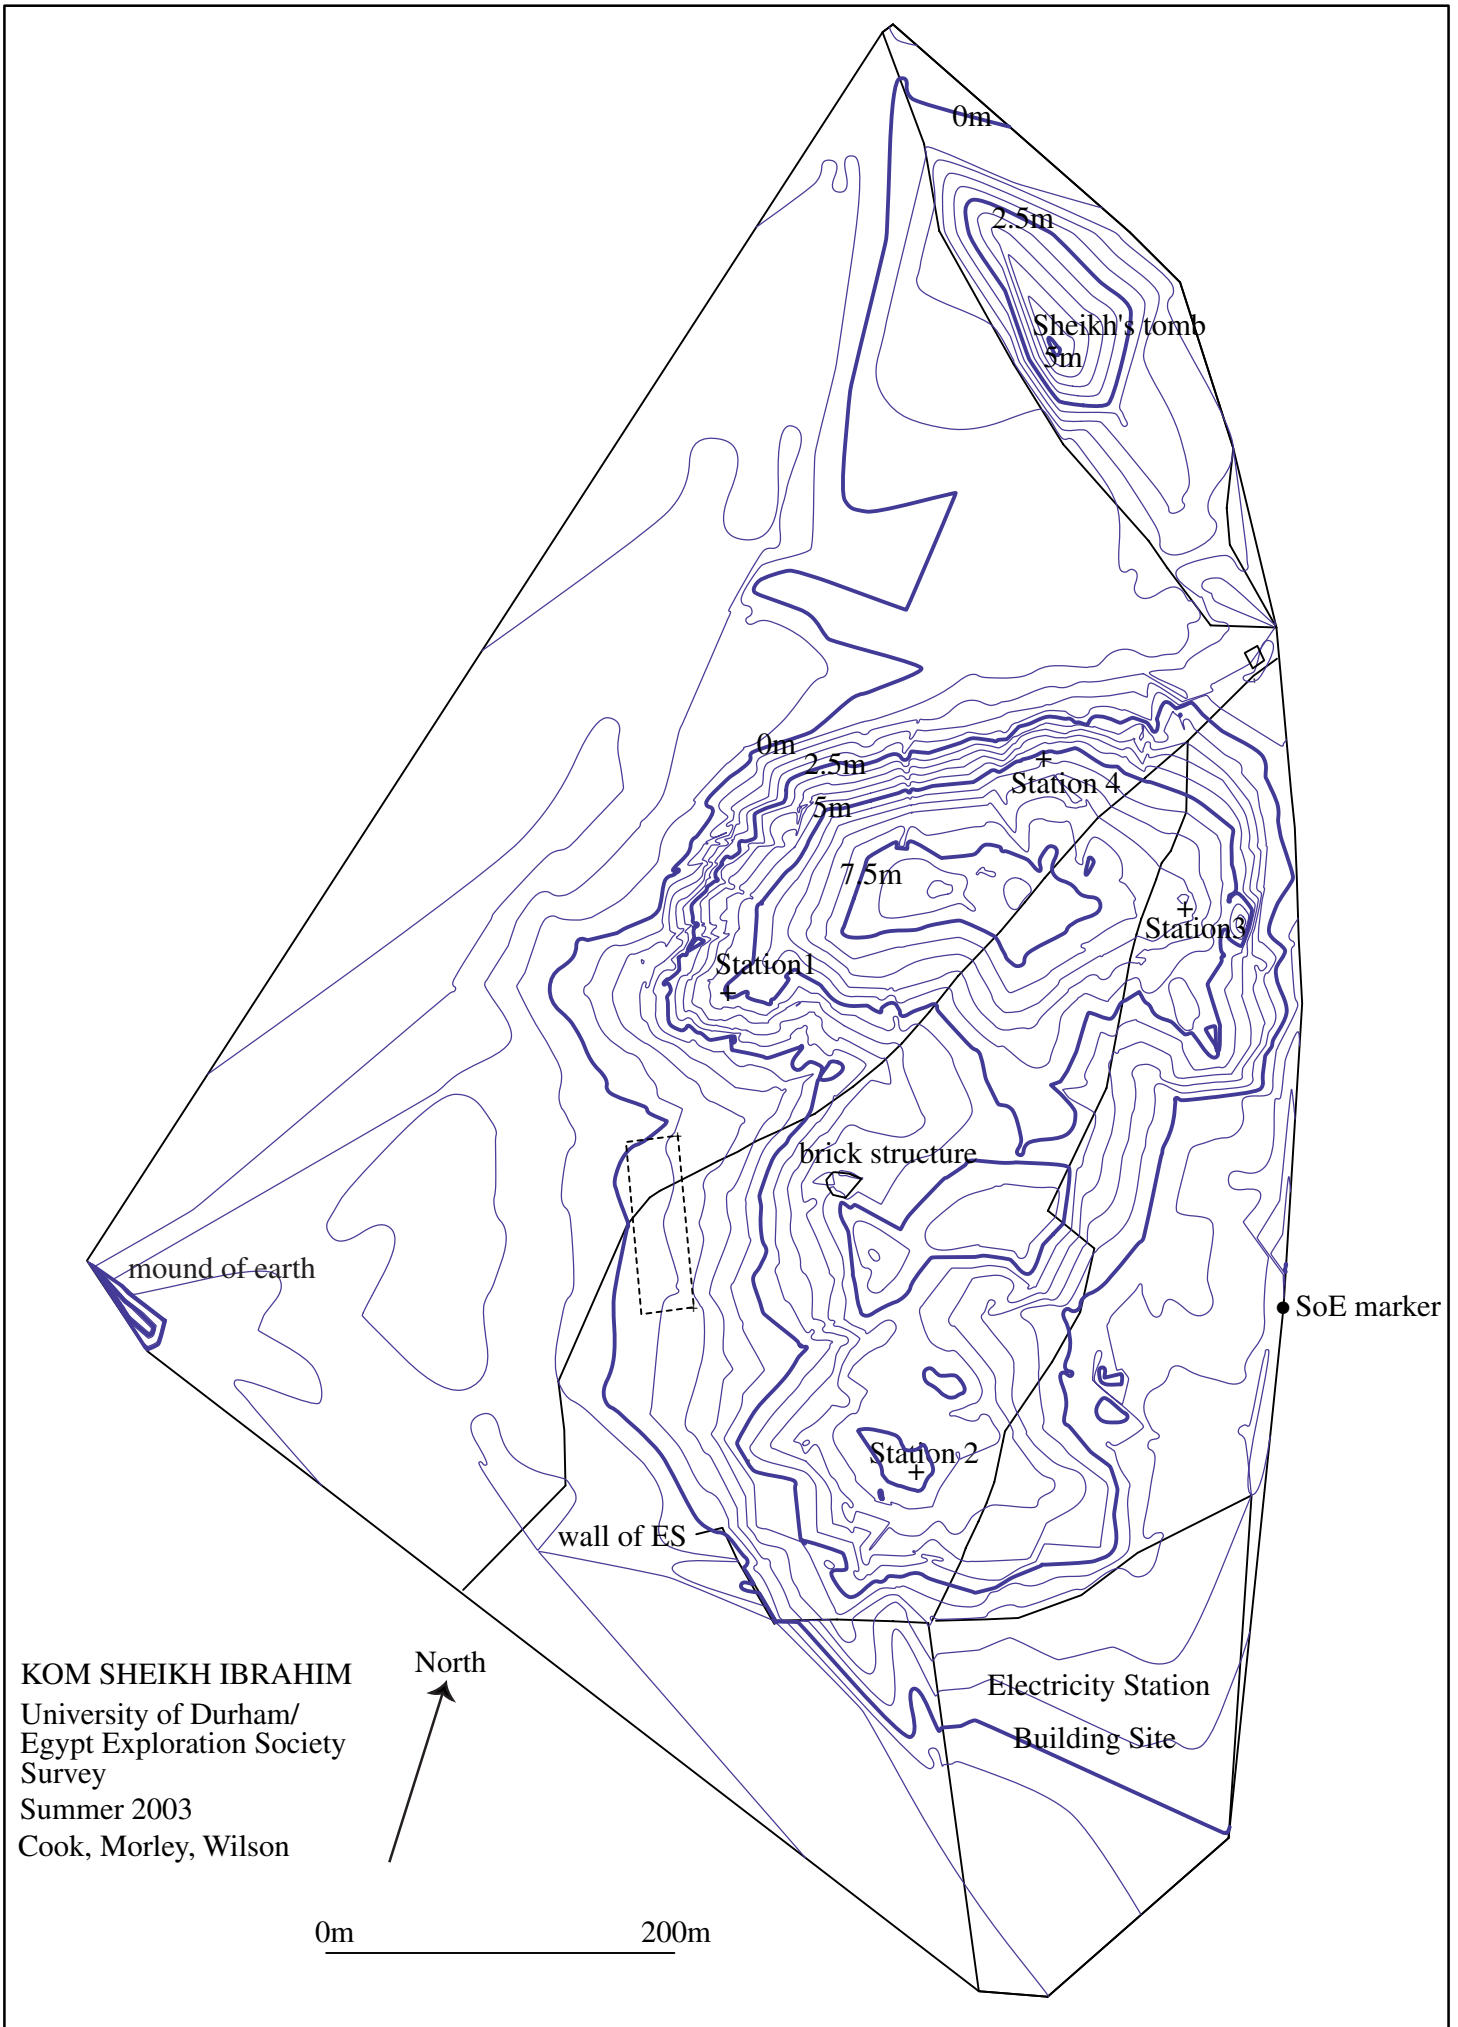 0m
2.5m
Sheikh's tomb
5m
0m
2.5m
Station 4
5m
7.5m
Station3
Station1
brick structure
mound of earth
SoE marker
Station 2
wall of ES
KOM SHEIKH IBRAHIM
University of Durham/
Egypt Exploration Society
Survey
Summer 2003
Cook, Morley, Wilson
North
Electricity Station
Building Site
0m 200m